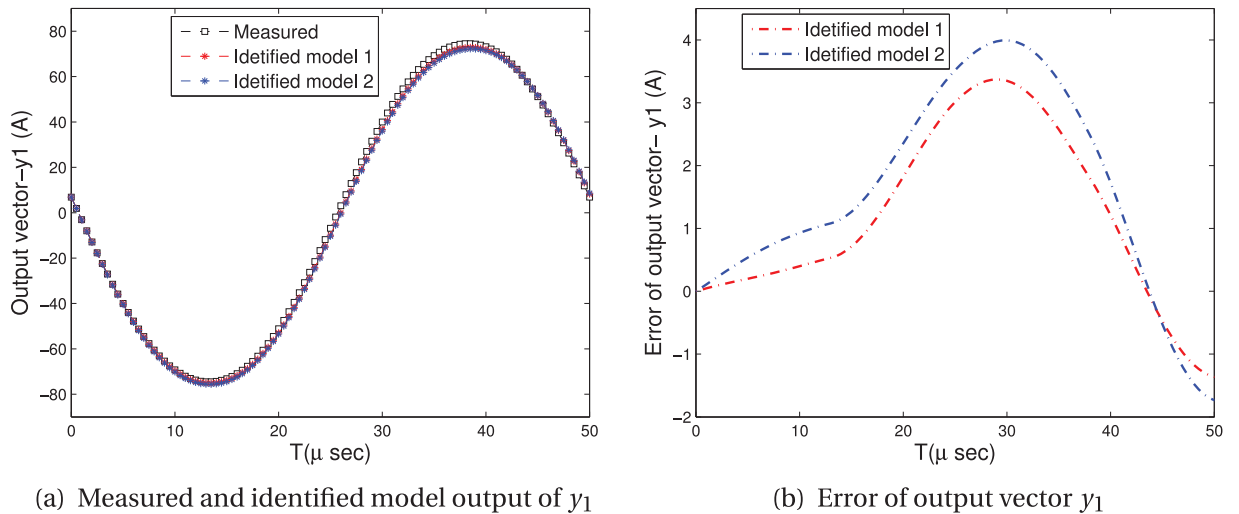 Measured
Idetified model 1
Idetified model 2
Output vector−y1 (A)
80
60
40
20
0
−20
−40
−60
−80
0 10 20 30 40 50
T(μ sec)
(a) Measured and identified model output of y1
Idetified model 1
Idetified model 2
Error of output vector− y1 (A)
4
3
2
1
0
−1
−2
0 10 20 30 40 50
T(μ sec)
(b) Error of output vector y1